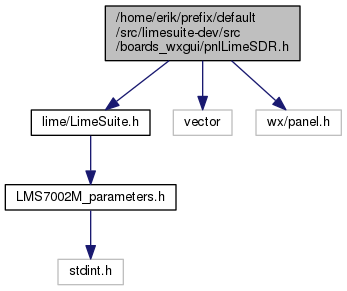 /home/erik/prefix/default
/src/limesuite-dev/src
/boards_wxgui/pnlLimeSDR.h
lime/LimeSuite.h
vector
wx/panel.h
LMS7002M_parameters.h
stdint.h